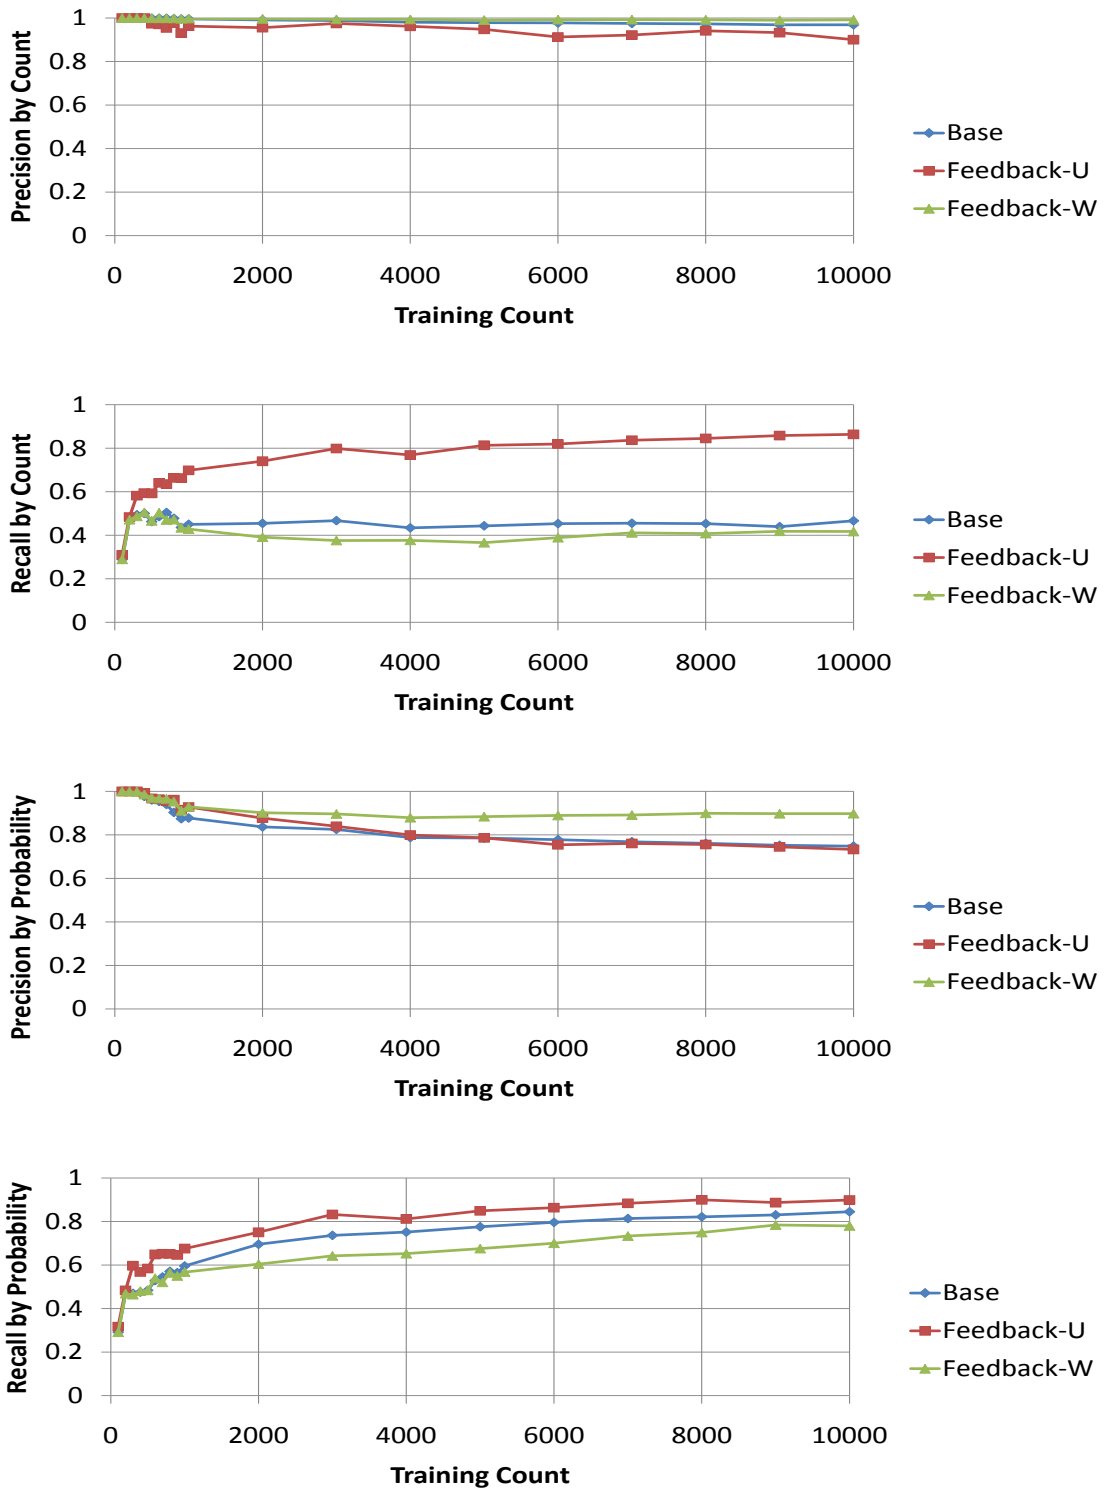 Precision by Count
1
0.8
0.6
0.4
0.2
0
0 2000 4000 6000 8000 10000
Training Count
Base
Feedback-U
Feedback-W
Recall by Count
1
0.8
0.6
0.4
0.2
0
0 2000 4000 6000 8000 10000
Training Count
Base
Feedback-U
Feedback-W
Precision by Probability
1
0.8
0.6
0.4
0.2
0
0 2000 4000 6000 8000 10000
Training Count
Base
Feedback-U
Feedback-W
Recall by Probability
1
0.8
0.6
0.4
0.2
0
0 2000 4000 6000 8000 10000
Training Count
Base
Feedback-U
Feedback-W